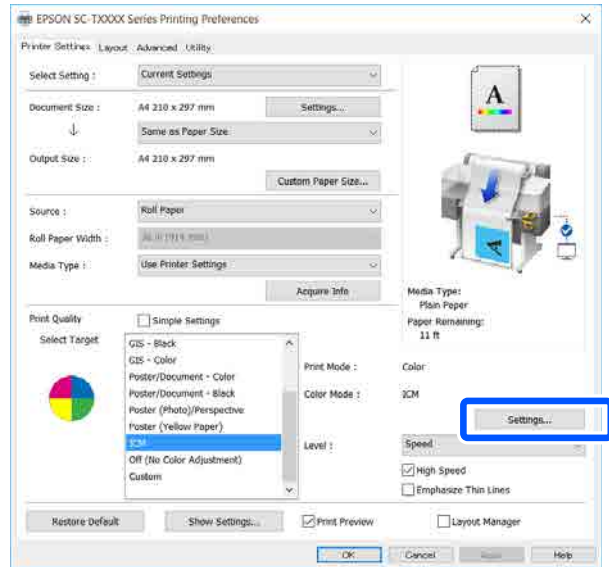 EPSON SC-TXXXX Series Printing Preferences
Printer Settings Layout Advanced Utility
Select Setting : Current Settings
Document Size : A4 210 x 297 mm Settings...
Same as Paper Size
Output Size : A4 210 x 297 mm
Custom Paper Size...
Source : Roll Paper
Roll Paper Width :
Media Type : Use Printer Settings
Acquire Info
Media Type:
Plain Paper
Paper Remaining:
11 ft
Print Quality Simple Settings
Select Target
GIS - Black
GIS - Color
Poster/Document - Color
Poster/Document - Black
Poster (Photo)/Perspective
Poster (Yellow Paper)
ICM
Off (No Color Adjustment)
Custom
Print Mode : Color
Color Mode : ICM
Settings...
Level : Speed
High Speed
Emphasize Thin Lines
Restore Default Show Settings... Print Preview Layout Manager
OK Cancel Help
A
A